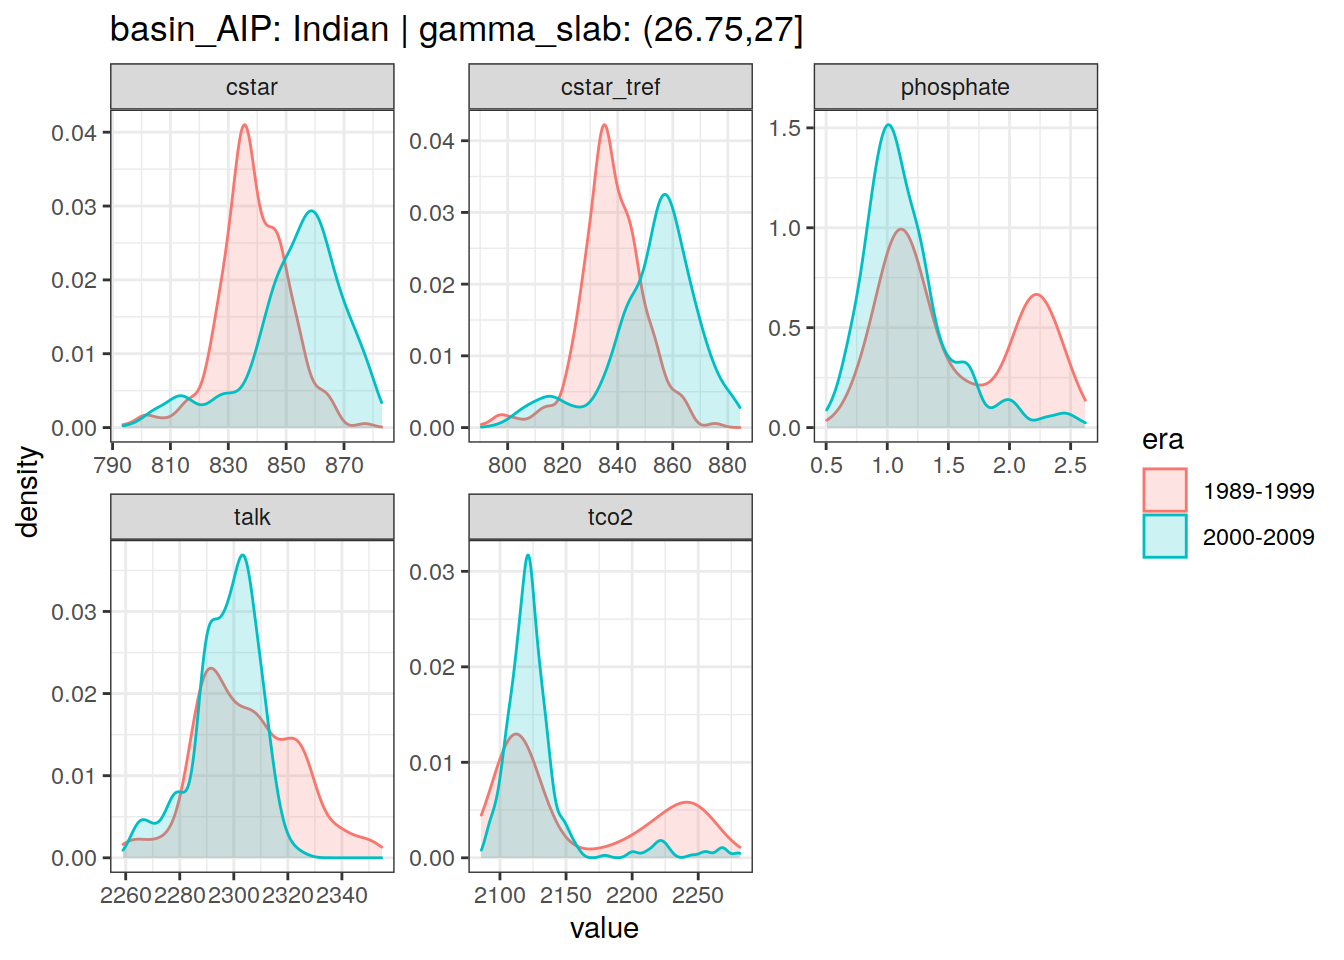 basin_AIP: Indian | gamma_slab: (26.75,27]
cstar
cstar_tref
phosphate
0.04
0.03
0.02
0.01
0.00
790 810 830 850 870
0.04
0.03
0.02
0.01
0.00
800 820 840 860 880
1.5
1.0
0.5
0.0
0.5 1.0 1.5 2.0 2.5
density
talk
tco2
0.03
0.02
0.01
0.00
2260 2280 2300 2320 2340
0.03
0.02
0.01
0.00
2100 2150 2200 2250
value
era
1989-1999
2000-2009